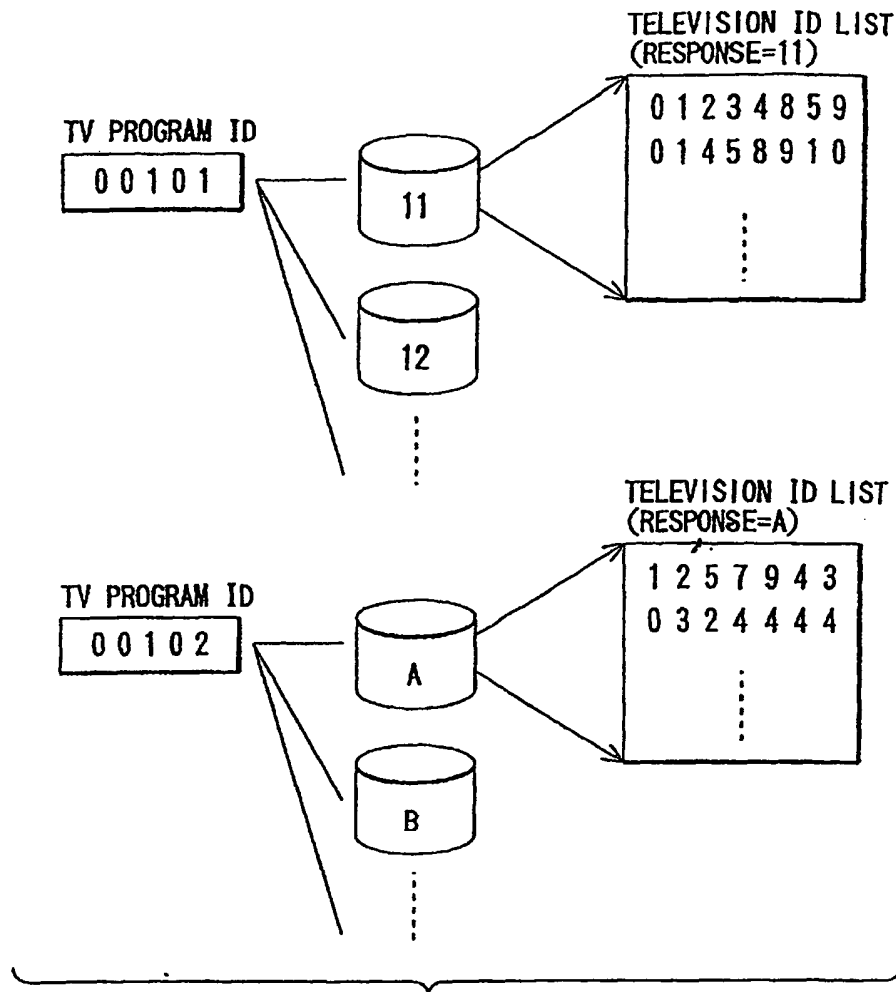 TELEVISION ID LIST
(RESPONSE=11)
0 1 2 3 4 8 5 9
0 1 4 5 8 9 1 0
TV PROGRAM ID
0 0 1 0 1
11
12
TELEVISION ID LIST
(RESPONSE=A)
1 2 5 7 9 4 3
0 3 2 4 4 4 4
TV PROGRAM ID
0 0 1 0 2
A
B